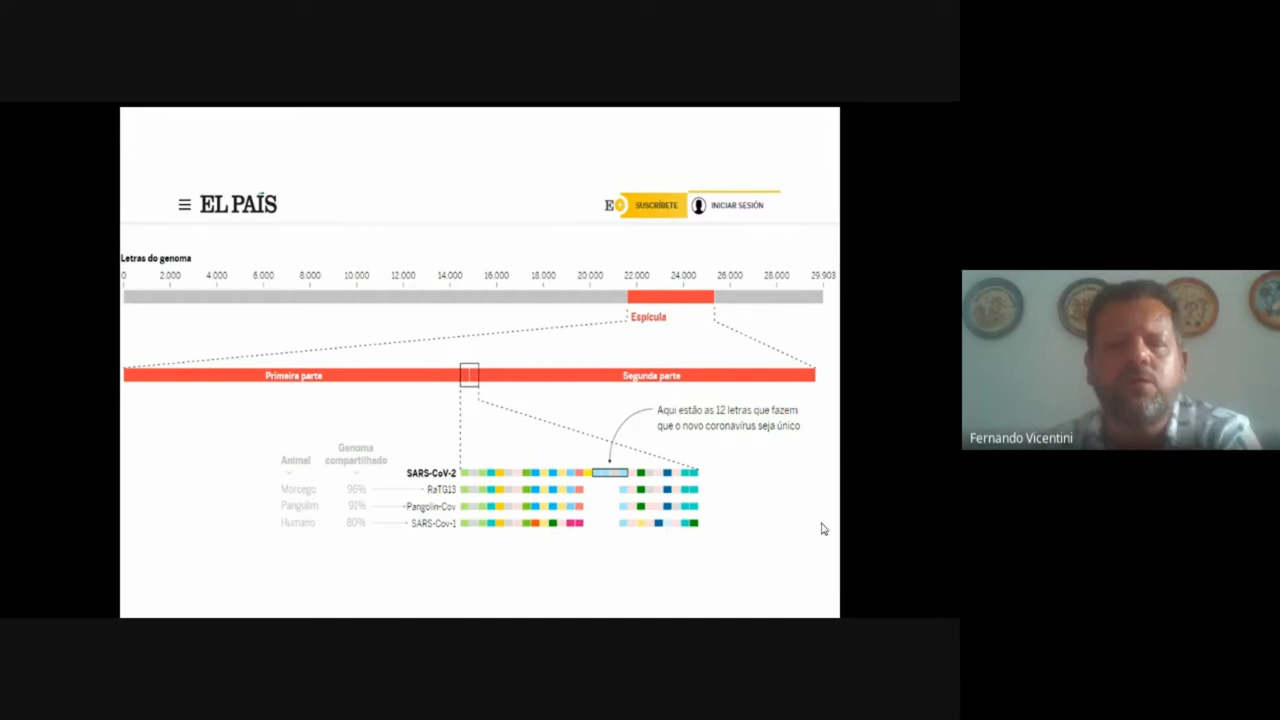 EL PAÍS
E+ SUSCRÍBETE INICIAR SESIÓN
Letras do genoma
0 2.000 4.000 6.000 8.000 10.000 12.000 14.000 16.000 18.000 20.000 22.000 24.000 26.000 28.000 29.903
Espícula
Primeira parte Segunda parte
Aqui estão as 12 letras que fazem
que o novo coronavírus seja único
Genoma
Animal compartilhado
SARS-CoV-2
Morcego 96% RaTG13
Pangolim 91% Pangolin-Cov
Humano 80% SARS-Cov-1
Fernando Vicentini